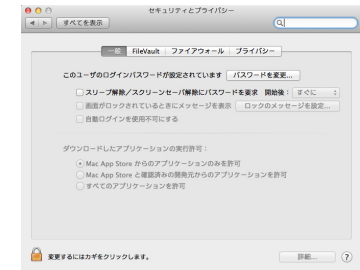 セキュリティとプライバシー
すべてを表示
一般 FileVault ファイアウォール プライバシー
このユーザのログインパスワードが設定されています パスワードを変更...
スリープ解除／スクリーンセーバ解除にパスワードを要求 開始後： すぐに
画面がロックされているときにメッセージを表示 ロックのメッセージを設定...
自動ログインを使用不可にする
ダウンロードしたアプリケーションの実行許可：
Mac App Store からのアプリケーションのみを許可
Mac App Store と確認済みの開発元からのアプリケーションを許可
すべてのアプリケーションを許可
変更するにはカギをクリックします。 詳細... ?